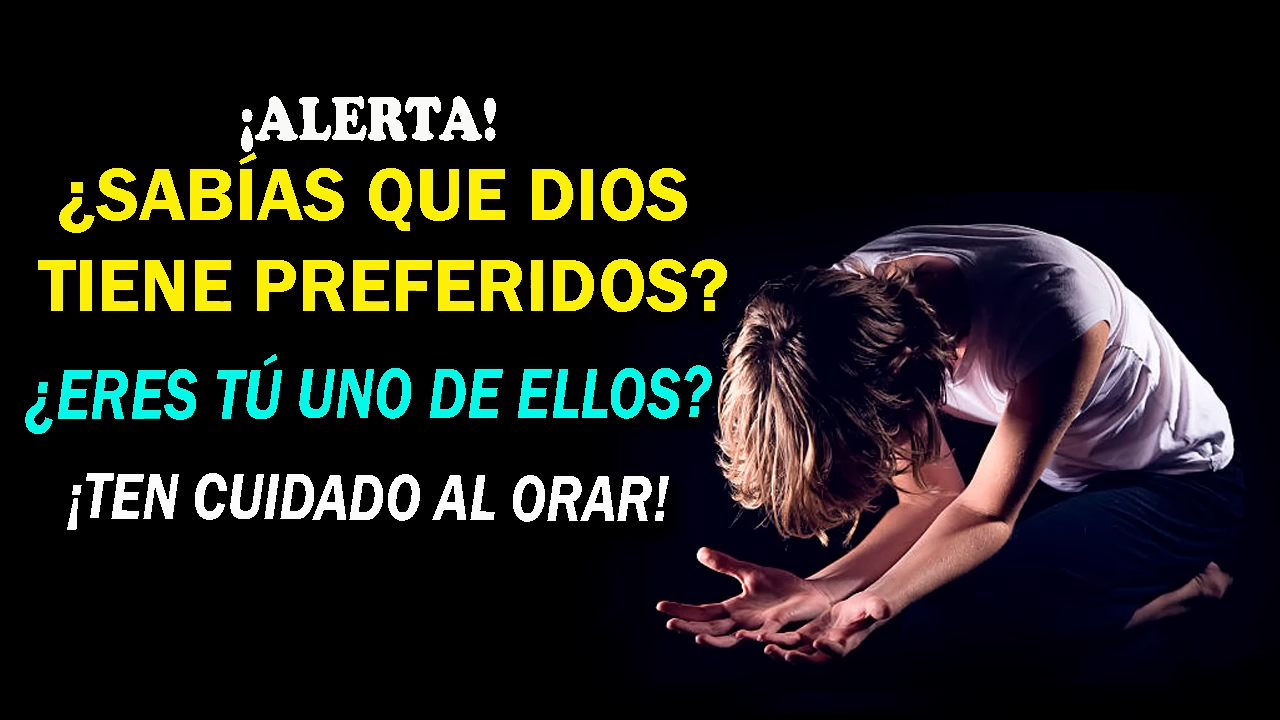 ¡ALERTA!
¿SABÍAS QUE DIOS
TIENE PREFERIDOS?
¿ERES TÚ UNO DE ELLOS?
¡TEN CUIDADO AL ORAR!